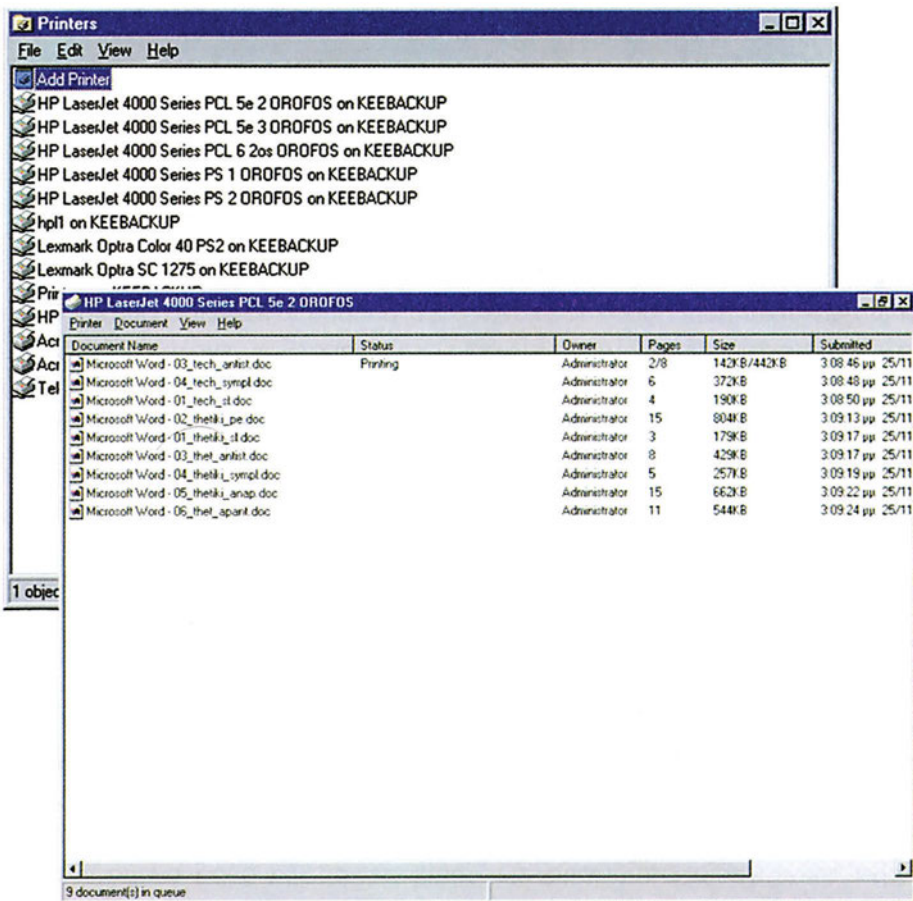 Printers
File Edit View Help
Add Printer
HP LaserJet 4000 Series PCL 5e 2 OROFOS on KEEBACKUP
HP LaserJet 4000 Series PCL 5e 3 OROFOS on KEEBACKUP
HP LaserJet 4000 Series PCL 6 2os OROFOS on KEEBACKUP
HP LaserJet 4000 Series PS 1 OROFOS on KEEBACKUP
HP LaserJet 4000 Series PS 2 OROFOS on KEEBACKUP
hpl1 on KEEBACKUP
Lexmark Optra Color 40 PS2 on KEEBACKUP
Lexmark Optra SC 1275 on KEEBACKUP
HP
Tel
1 objec
HP LaserJet 4000 Series PCL 5e 2 OROFOS
Printer Document View Help
Document Name Status Owner Pages Size Submitted
Microsoft Word - 03_tech_antist.doc Printing Administrator 2/8 142KB/442KB 3:08:46 μμ 25/11
Microsoft Word - 04_tech_sympl.doc Administrator 6 372KB 3:08:48 μμ 25/11
Microsoft Word - 01_tech_sl.doc Administrator 4 190KB 3:08:50 μμ 25/11
Microsoft Word - 02_thetiki_pe.doc Administrator 15 804KB 3:09:13 μμ 25/11
Microsoft Word - 01_thetiki_sl.doc Administrator 3 179KB 3:09:17 μμ 25/11
Microsoft Word - 03_thet_antist.doc Administrator 8 429KB 3:09:17 μμ 25/11
Microsoft Word - 04_thetiki_sympl.doc Administrator 5 257KB 3:09:19 μμ 25/11
Microsoft Word - 05_thetiki_anap.doc Administrator 15 662KB 3:09:22 μμ 25/11
Microsoft Word - 06_thet_apant.doc Administrator 11 544KB 3:09:24 μμ 25/11
9 document(s) in queue